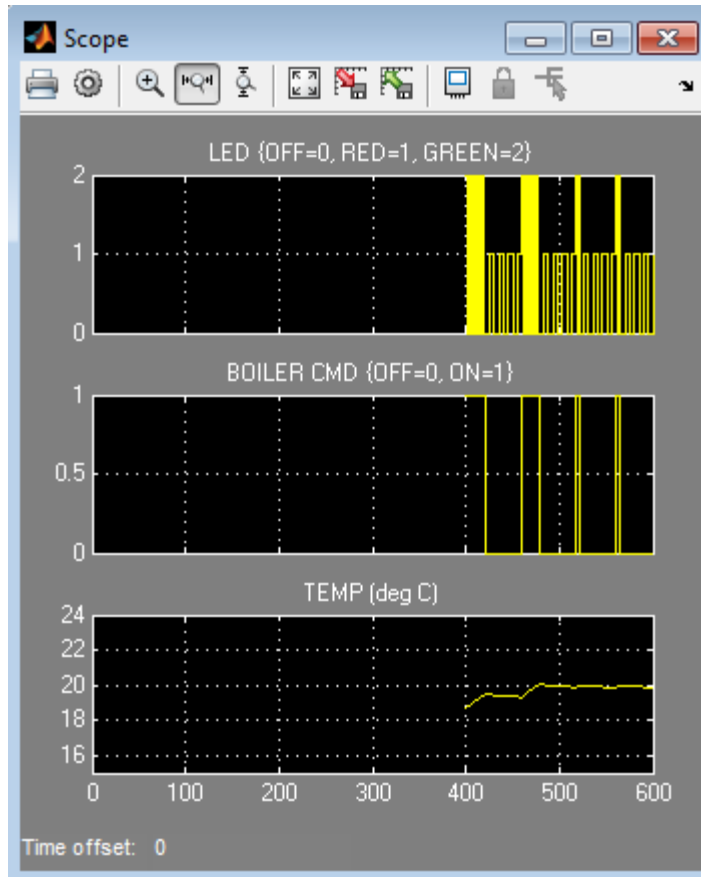 Scope
LED {OFF=0, RED=1, GREEN=2}
2
1
0
BOILER CMD {OFF=0, ON=1}
1
0.5
0
TEMP (deg C)
24
22
20
18
16
0 100 200 300 400 500 600
Time offset: 0